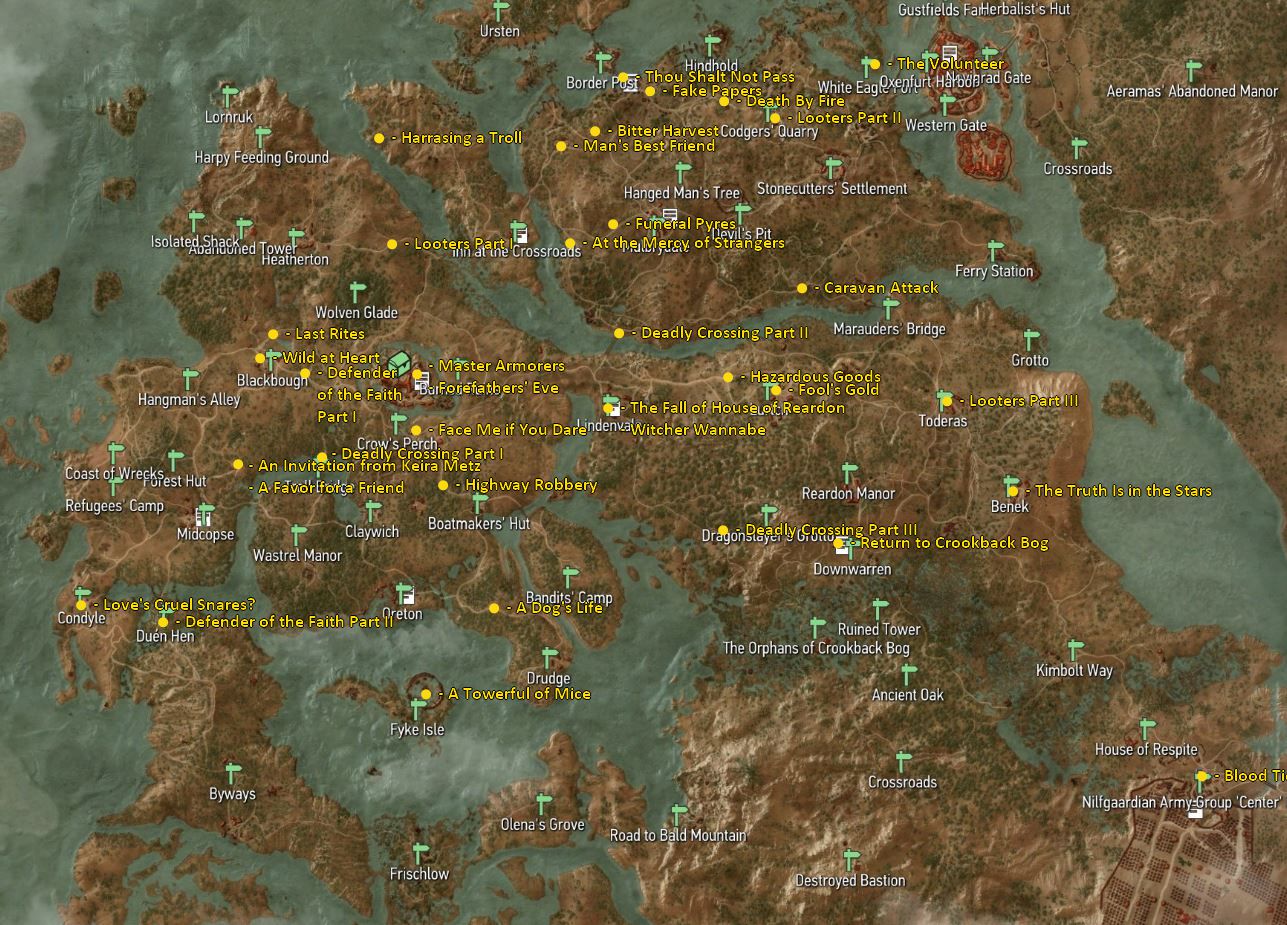 Gustfields Far
Herbalist's Hut
Ursten
Hindhold
- The Volunteer
Border Post
- Thou Shalt Not Pass
White Eagle Fort
Oxenfurt Harbor
Novigrad Gate
- Fake Papers
Aeramas' Abandoned Manor
- Death By Fire
Lornruk
- Looters Part II
Western Gate
- Harrasing a Troll
- Bitter Harvest
Codgers' Quarry
- Man's Best Friend
Harpy Feeding Ground
Crossroads
Hanged Man's Tree
Stonecutters' Settlement
- Funeral Pyres
Devil's Pit
Isolated Shack
Abandoned Tower
- Looters Part I
Inn at the Crossroads
- At the Mercy of Strangers
Mulbrydale
Heatherton
Ferry Station
- Caravan Attack
Wolven Glade
Marauders' Bridge
- Last Rites
- Deadly Crossing Part II
- Wild at Heart
Grotto
- Master Armorers
- Defender
of the Faith
Part I
Blackbough
- Hazardous Goods
- Forefathers' Eve
- Fool's Gold
Hangman's Alley
- The Fall of House of Reardon
- Looters Part III
Lindenvale
- Witcher Wannabe
Toderas
- Face Me if You Dare
Crow's Perch
- Deadly Crossing Part I
- An Invitation from Keira Metz
Coast of Wrecks
Forest Hut
- A Favor for a Friend
- Highway Robbery
Reardon Manor
- The Truth Is in the Stars
Refugees' Camp
Benek
Boatmakers' Hut
Midcopse
Claywich
- Deadly Crossing Part III
Dragonslayer's Grotto
- Return to Crookback Bog
Wastrel Manor
Downwarren
Bandits' Camp
- Love's Cruel Snares?
- A Dog's Life
Oreton
Condyle
- Defender of the Faith Part II
Duén Hen
Ruined Tower
The Orphans of Crookback Bog
Kimbolt Way
Drudge
- A Towerful of Mice
Ancient Oak
Fyke Isle
House of Respite
- Blood Ti
Crossroads
Byways
Nilfgaardian Army Group 'Center'
Olena's Grove
Road to Bald Mountain
Frischlow
Destroyed Bastion